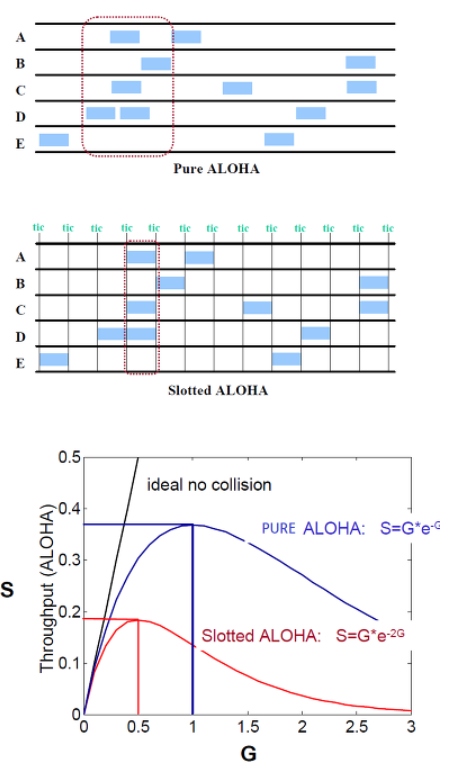 A
B
C
D
E
Pure ALOHA
tic tic tic tic tic tic tic tic tic tic tic tic tic
A
B
C
D
E
Slotted ALOHA
0.5
ideal no collision
0.4
PURE ALOHA: S=G*e-G
0.3
S
Throughput (ALOHA)
0.2
Slotted ALOHA: S=G*e-2G
0.1
0
0 0.5 1 1.5 2 2.5 3
G